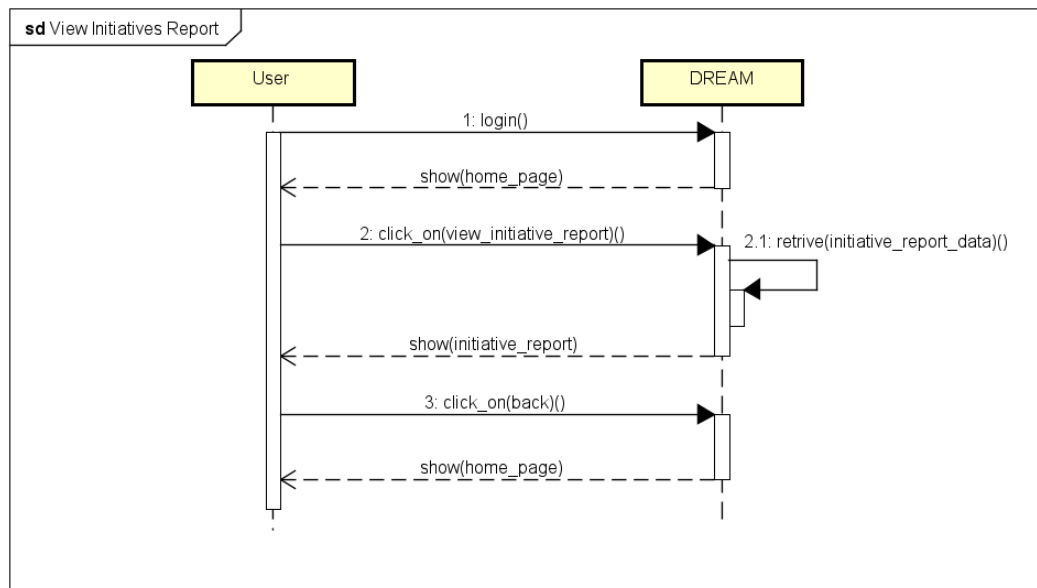 sd View Initiatives Report
User
DREAM
1: login()
show(home_page)
2: click_on(view_initiative_report)()
2.1: retrive(initiative_report_data)()
show(initiative_report)
3: click_on(back)()
show(home_page)